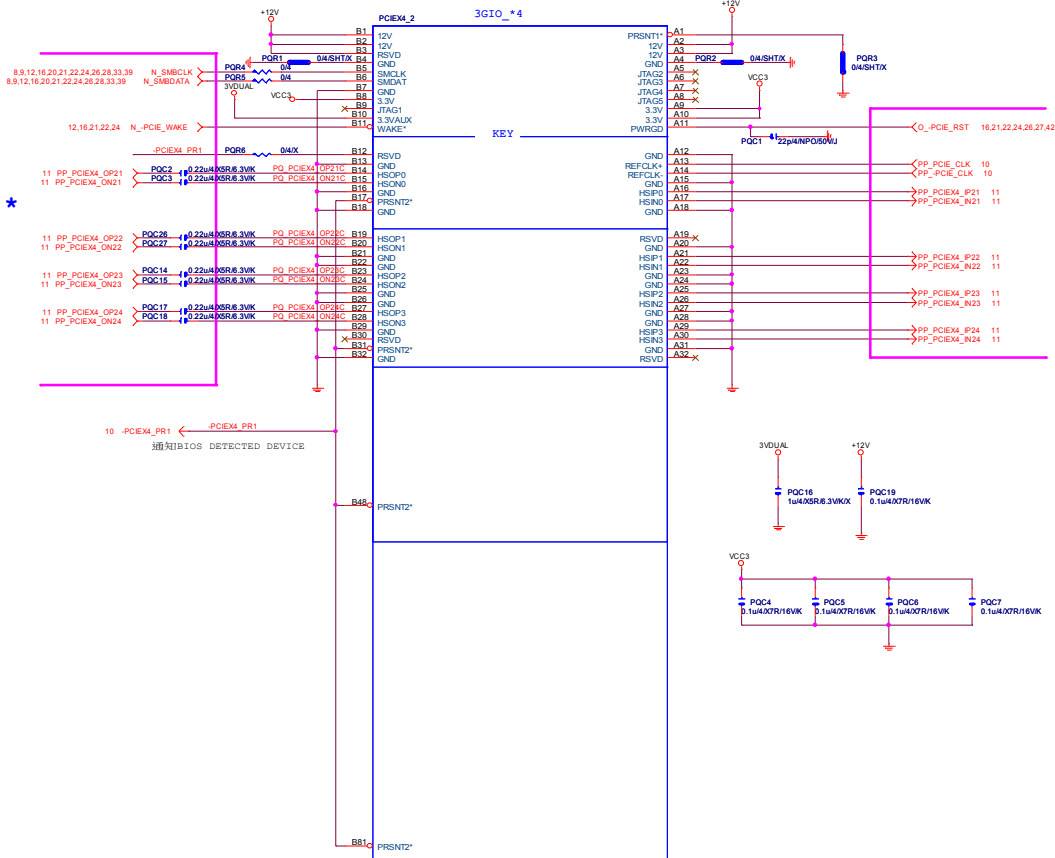 3GIO_*4
PCIEX4_2
+12V
+12V
B1 12V
B2 12V
B3 RSVD
PQR1 0/4/SHT/X B4 GND
8,9,12,16,20,21,22,24,26,28,33,39 N_SMBCLK PQR4 0/4 B5 SMCLK
8,9,12,16,20,21,22,24,26,28,33,39 N_SMBDATA PQR5 0/4 B6 SMDAT
3VDUAL B7 GND
VCC3 B8 3.3V
B9 JTAG1
B10 3.3VAUX
12,16,21,22,24 N_-PCIE_WAKE B11 WAKE*
KEY
-PCIEX4_PR1 PQR6 0/4/X B12 RSVD
B13 GND
11 PP_PCIEX4_OP21 PQC2 0.22u/4/X5R/6.3V/K PQ_PCIEX4_OP21C B14 HSOP0
11 PP_PCIEX4_ON21 PQC3 0.22u/4/X5R/6.3V/K PQ_PCIEX4_ON21C B15 HSON0
B16 GND
B17 PRSNT2*
B18 GND
*
11 PP_PCIEX4_OP22 PQC26 0.22u/4/X5R/6.3V/K PQ_PCIEX4_OP22C B19 HSOP1
11 PP_PCIEX4_ON22 PQC27 0.22u/4/X5R/6.3V/K PQ_PCIEX4_ON22C B20 HSON1
B21 GND
B22 GND
11 PP_PCIEX4_OP23 PQC14 0.22u/4/X5R/6.3V/K PQ_PCIEX4_OP23C B23 HSOP2
11 PP_PCIEX4_ON23 PQC15 0.22u/4/X5R/6.3V/K PQ_PCIEX4_ON23C B24 HSON2
B25 GND
B26 GND
11 PP_PCIEX4_OP24 PQC17 0.22u/4/X5R/6.3V/K PQ_PCIEX4_OP24C B27 HSOP3
11 PP_PCIEX4_ON24 PQC18 0.22u/4/X5R/6.3V/K PQ_PCIEX4_ON24C B28 HSON3
B29 GND
B30 RSVD
B31 PRSNT2*
B32 GND
10 -PCIEX4_PR1 -PCIEX4_PR1
通知BIOS DETECTED DEVICE
B48 PRSNT2*
B81 PRSNT2*
PRSNT1* A1
12V A2
12V A3
GND A4 PQR2 0/4/SHT/X
PQR3
0/4/SHT/X
JTAG2 A5
JTAG3 A6
JTAG4 A7
JTAG5 A8
VCC3
3.3V A9
3.3V A10
PWRGD A11 O_-PCIE_RST 16,21,22,24,26,27,42
PQC1 22p/4/NPO/50V/J
GND A12
REFCLK+ A13 PP_PCIE_CLK 10
REFCLK- A14 PP_-PCIE_CLK 10
GND A15
HSIP0 A16 PP_PCIEX4_IP21 11
HSIN0 A17 PP_PCIEX4_IN21 11
GND A18
RSVD A19
GND A20
HSIP1 A21 PP_PCIEX4_IP22 11
HSIN1 A22 PP_PCIEX4_IN22 11
GND A23
GND A24
HSIP2 A25 PP_PCIEX4_IP23 11
HSIN2 A26 PP_PCIEX4_IN23 11
GND A27
GND A28
HSIP3 A29 PP_PCIEX4_IP24 11
HSIN3 A30 PP_PCIEX4_IN24 11
GND A31
RSVD A32
3VDUAL
PQC16
1u/4/X5R/6.3V/K/X
+12V
PQC19
0.1u/4/X7R/16V/K
VCC3
PQC4
0.1u/4/X7R/16V/K
PQC5
0.1u/4/X7R/16V/K
PQC6
0.1u/4/X7R/16V/K
PQC7
0.1u/4/X7R/16V/K